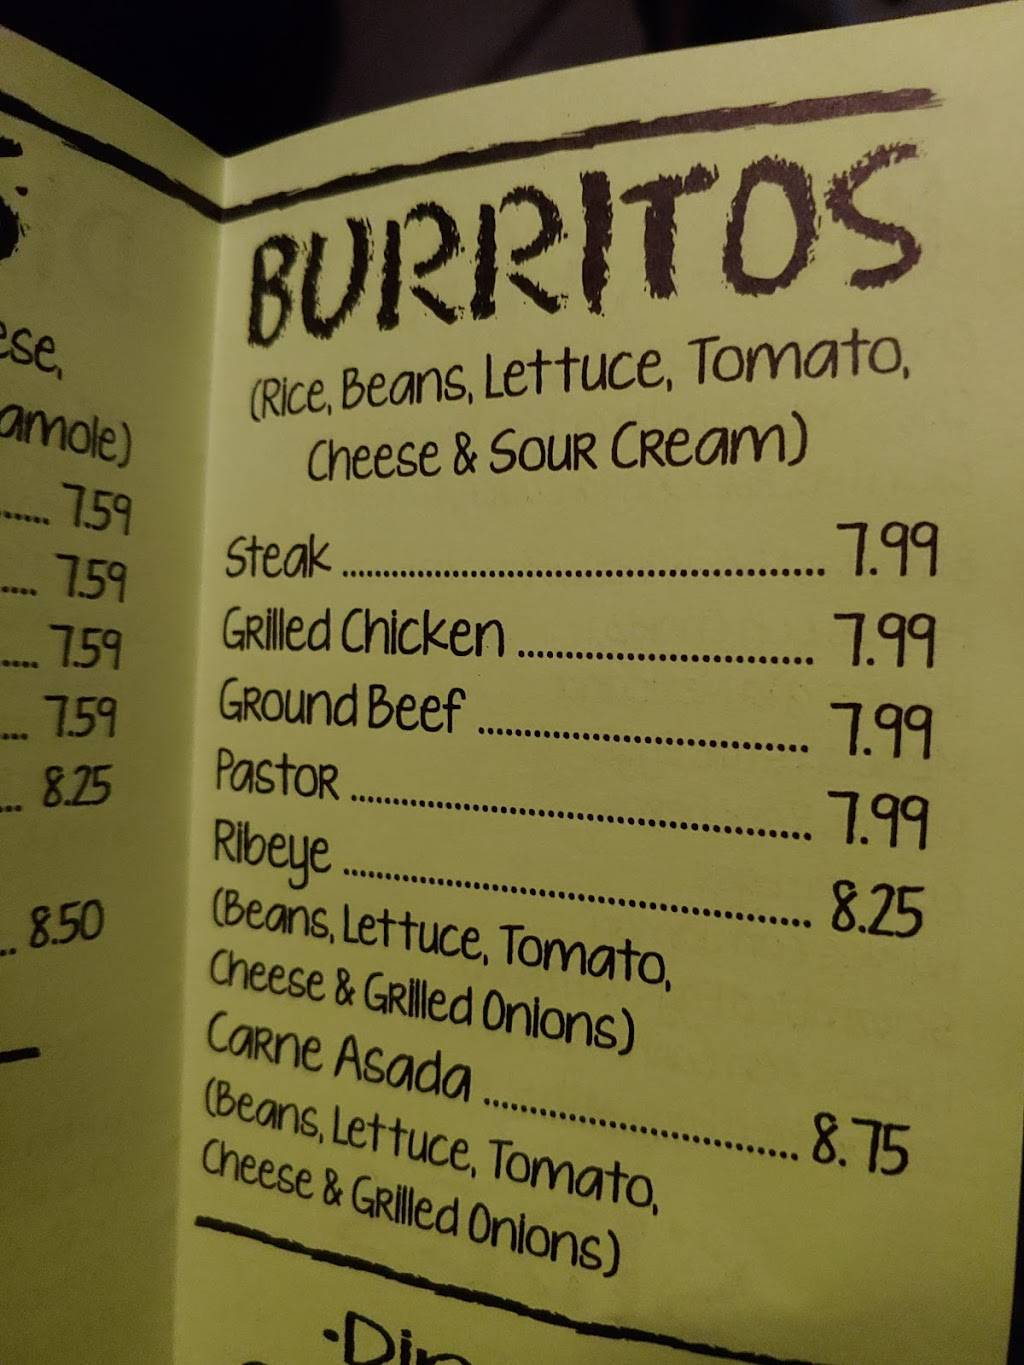 amole)
7.59
7.59
7.59
7.59
8.25
8.50
BURRITOS
(Rice, Beans, Lettuce, Tomato,
Cheese & Sour Cream)
Steak 7.99
Grilled Chicken 7.99
Ground Beef 7.99
Pastor 7.99
Ribeye 8.25
(Beans, Lettuce, Tomato,
Cheese & Grilled Onions)
Carne Asada 8.75
(Beans, Lettuce, Tomato,
Cheese & Grilled Onions)